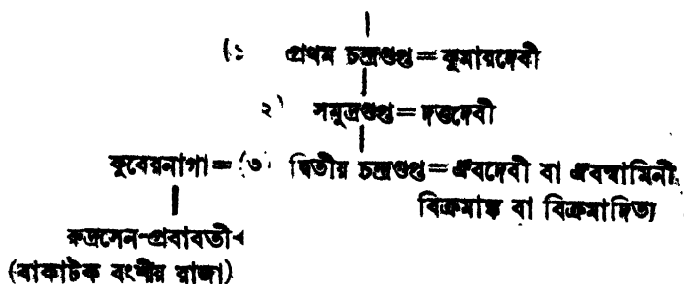 (১ প্রথম চন্দ্রগুপ্ত = কুমারদেবী
২) সমুদ্রগুপ্ত = দত্তদেবী
কুবেরনাগা = (৩) দ্বিতীয় চন্দ্রগুপ্ত = ধ্রুবদেবী বা ধ্রুবস্বামিনী
বিক্রমাঙ্ক বা বিক্রমাদিত্য
রুদ্রসেন-প্রবাবতী
(বাকাটক বংশীয় রাজা)